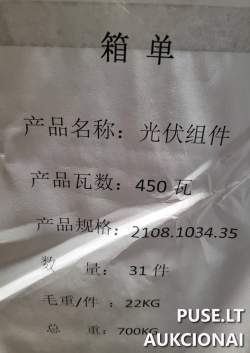 箱 单
产品名称：光伏组件
产品瓦数：450 瓦
产品规格：2108.1034.35
数 量：31 件
毛重/件 ：22KG
总 重：700KG
PUSE.LT
AUKCIONAI